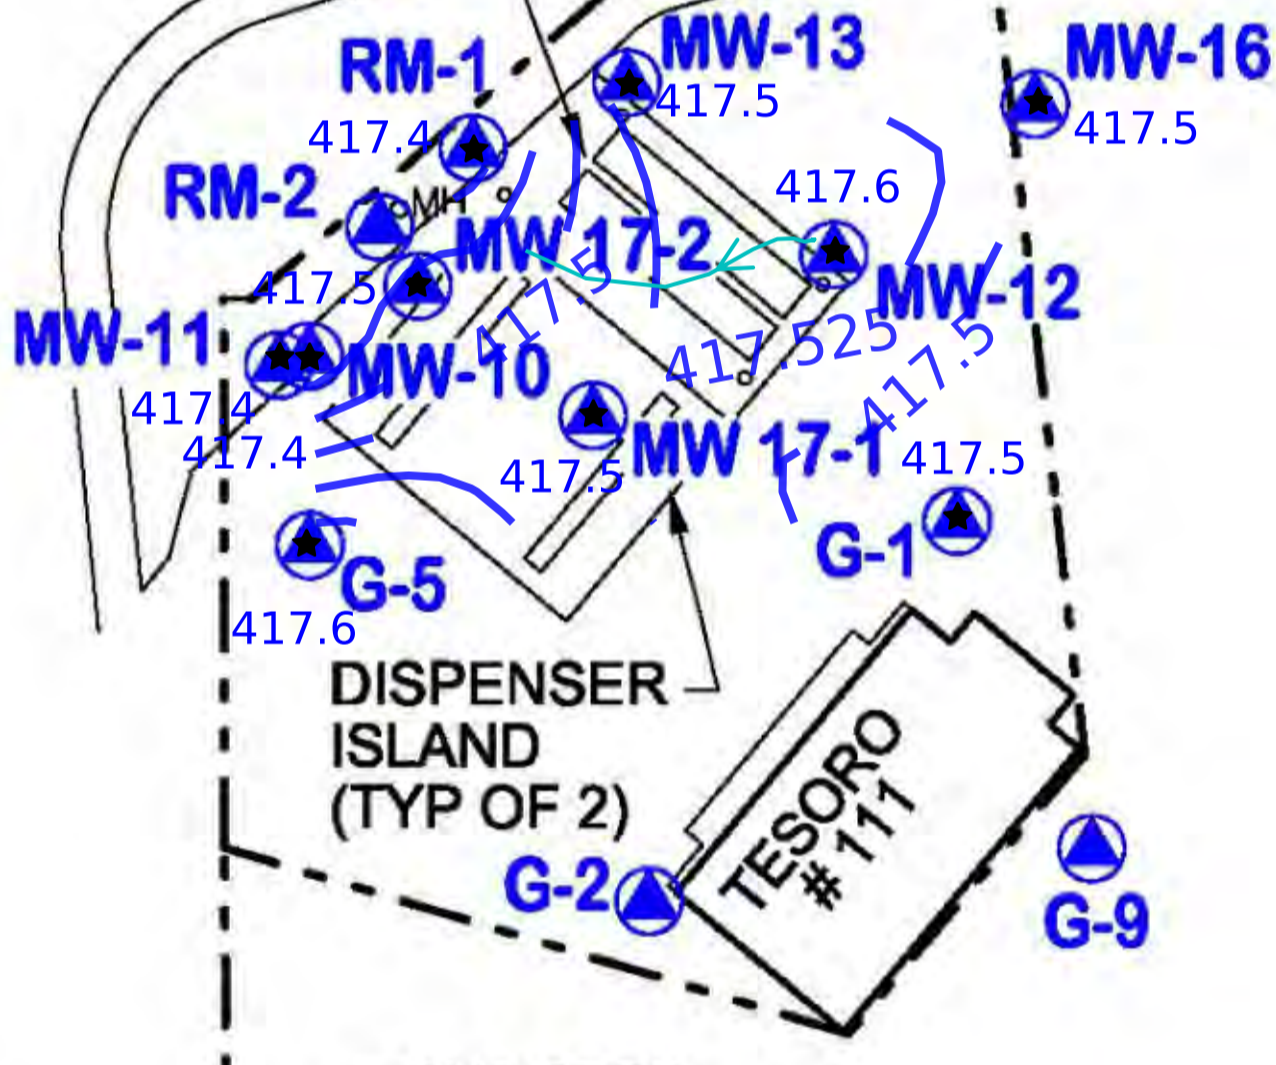 MW-13
MW-16
RM-1
417.5
417.4
417.5
RM-2
MH
417.6
MW 17-2
417.5
417.5
MW-12
MW-11
MW-10
417.525
417.5
417.4
417.4
MW 17-1
417.5
417.5
G-1
G-5
417.6
DISPENSER
ISLAND
(TYP OF 2)
TESORO
# 111
G-2
G-9